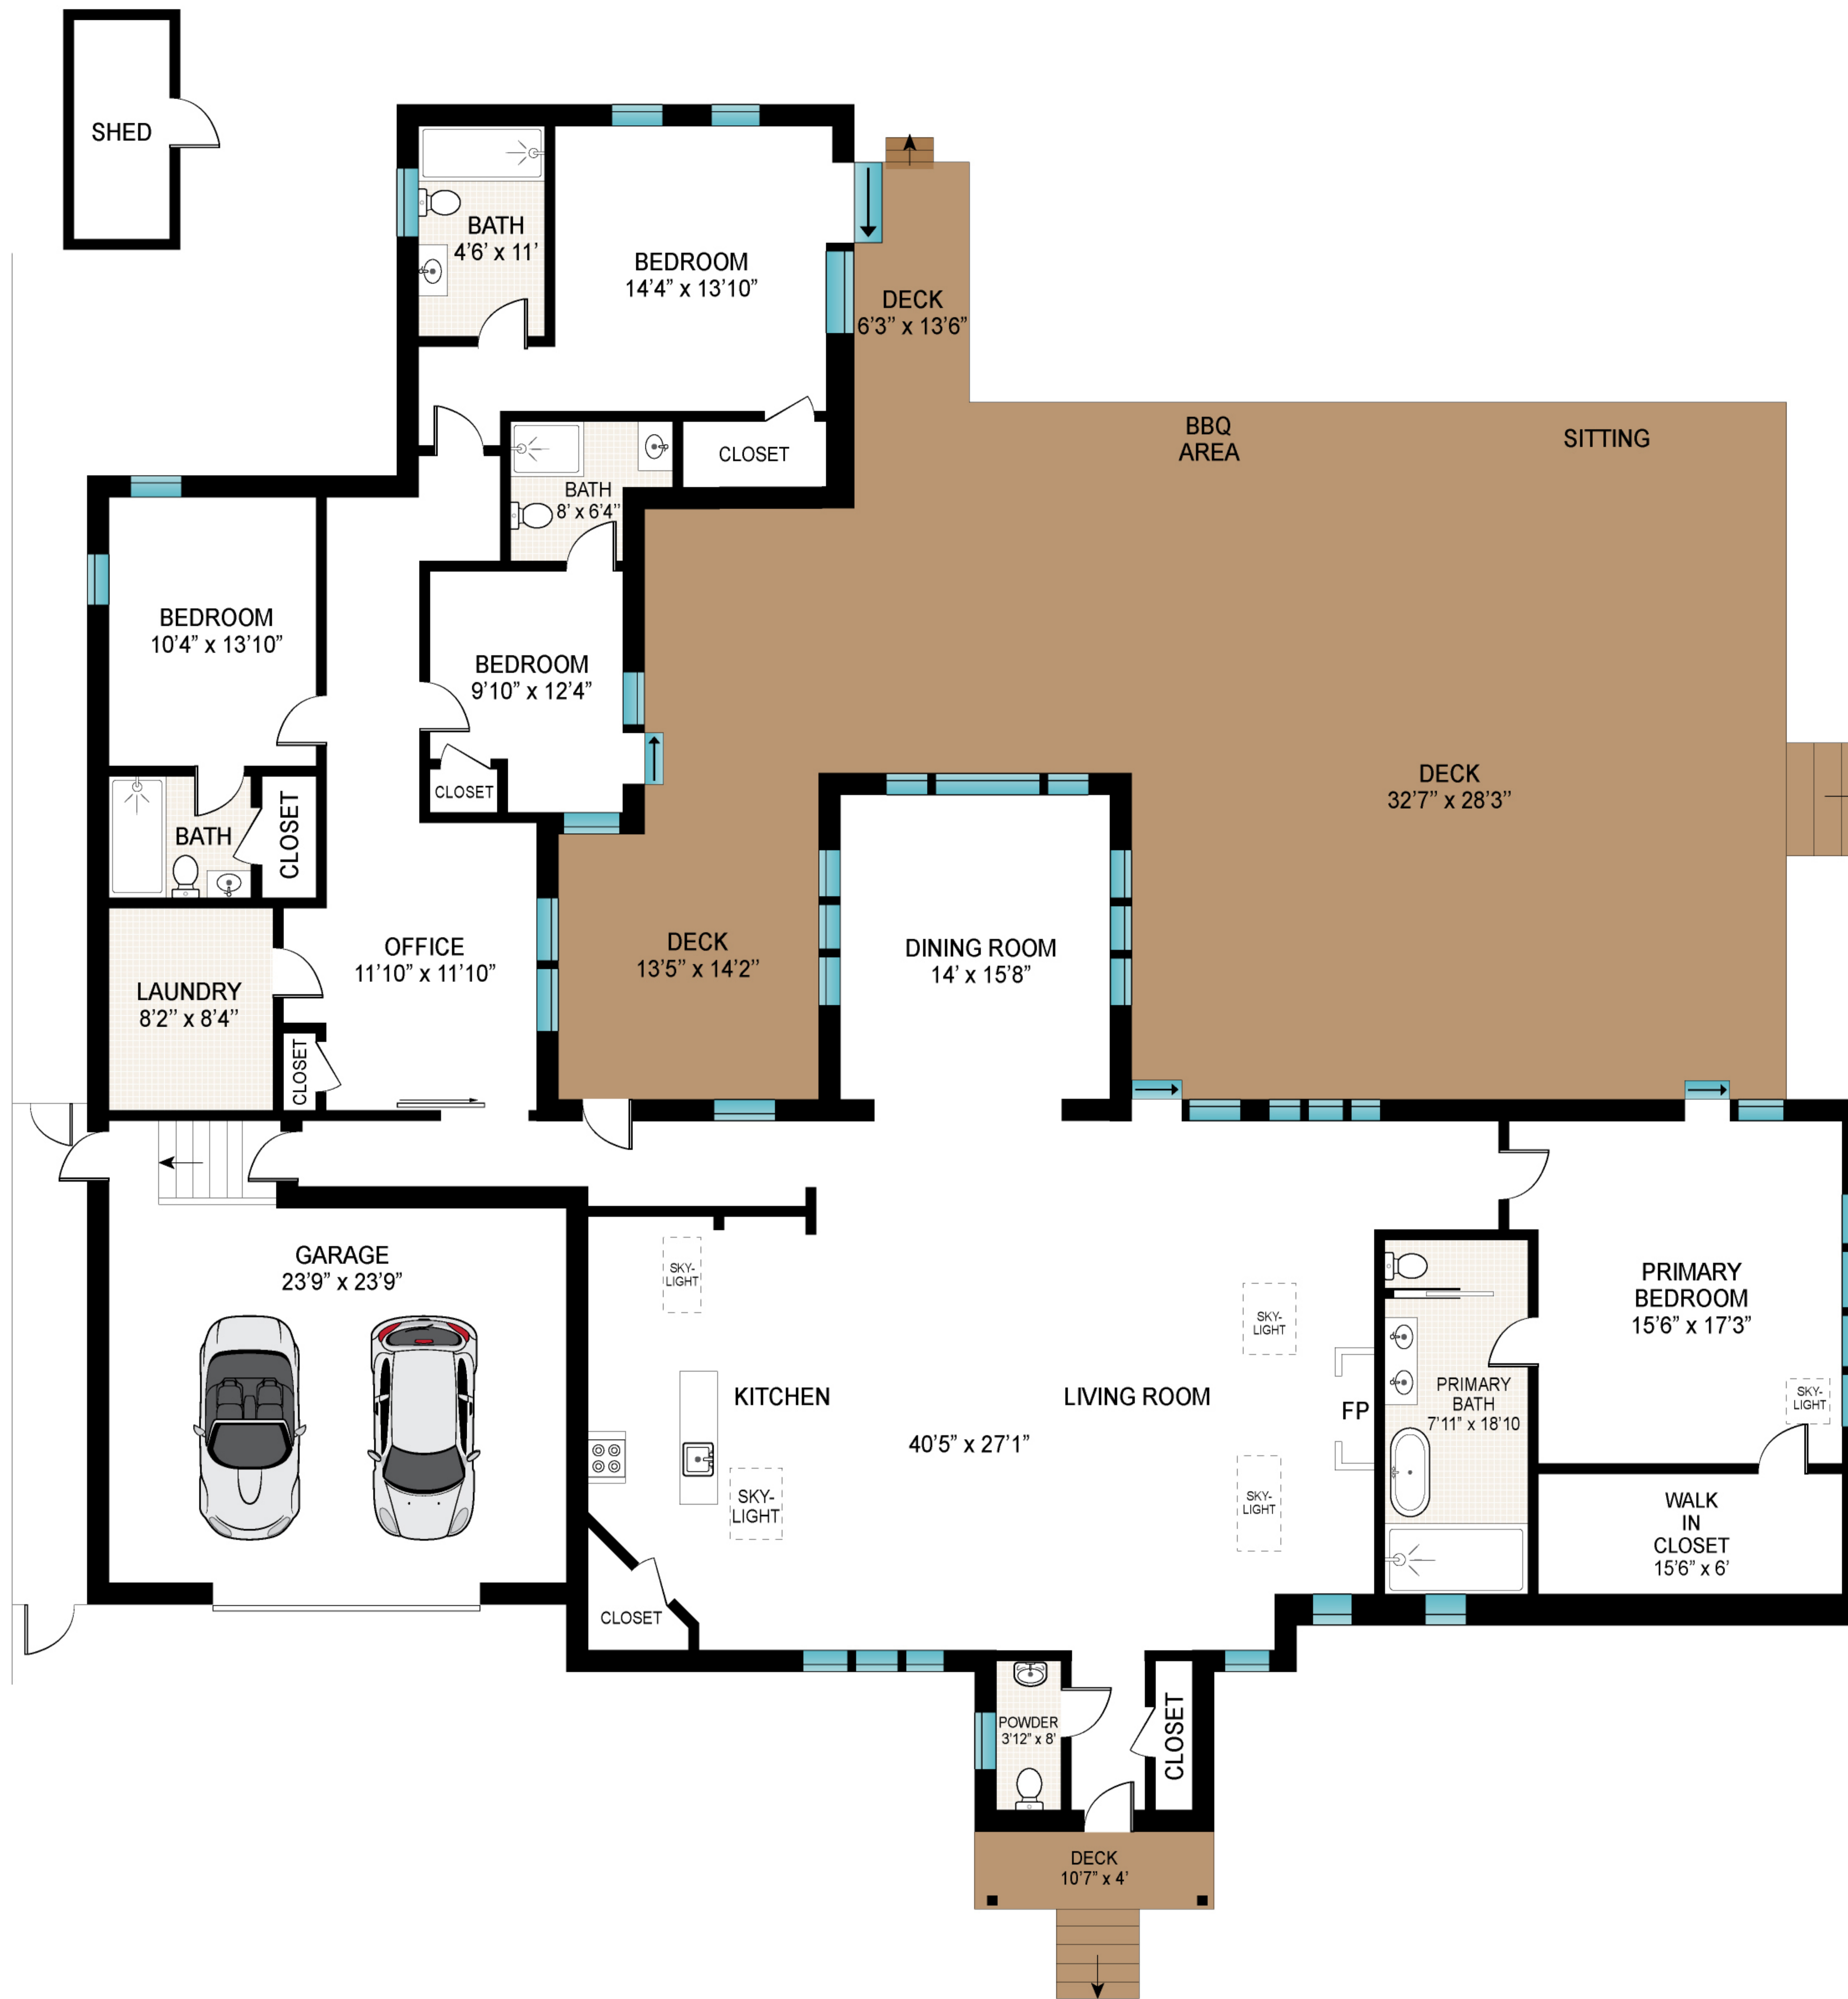 SHED
BATH
4'6' x 11'
BEDROOM
14'4" x 13'10"
DECK
6'3'' x 13'6"
BBQ
AREA
SITTING
CLOSET
BATH
8' x 6'4''
BEDROOM
10'4" x 13'10"
BEDROOM
9'10" x 12'4"
CLOSET
BATH
CLOSET
DECK
32'7" x 28'3''
OFFICE
11'10" x 11'10"
DECK
13'5" x 14'2''
DINING ROOM
14' x 15'8"
LAUNDRY
8'2'' x 8'4"
CLOSET
GARAGE
23'9" x 23'9"
SKY-
LIGHT
SKY-
LIGHT
PRIMARY
BEDROOM
15'6" x 17'3"
KITCHEN
LIVING ROOM
40'5" x 27'1"
FP
PRIMARY
BATH
7'11" x 18'10
SKY-
LIGHT
SKY-
LIGHT
SKY-
LIGHT
WALK
IN
CLOSET
15'6" x 6'
CLOSET
POWDER
3'12" x 8'
CLOSET
DECK
10'7" x 4'